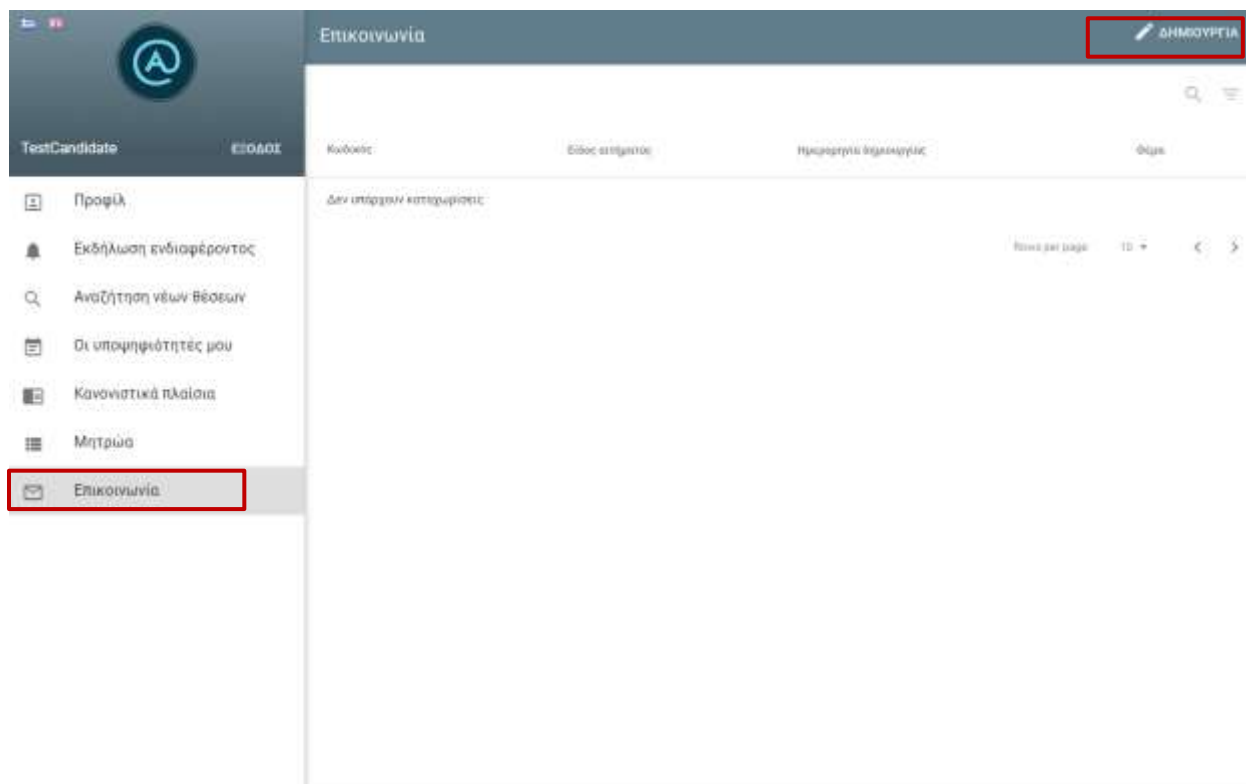 Επικοινωνία
ΔΗΜΙΟΥΡΓΙΑ
TestCandidate
ΕΞΟΔΟΣ
Κωδικός Είδος αιτήματος Ημερομηνία δημιουργίας Θέμα
Δεν υπάρχουν καταχωρίσεις
Rows per page: 10
Προφίλ
Εκδήλωση ενδιαφέροντος
Αναζήτηση νέων θέσεων
Οι υποψηφιότητές μου
Κανονιστικά πλαίσια
Μητρώα
Επικοινωνία